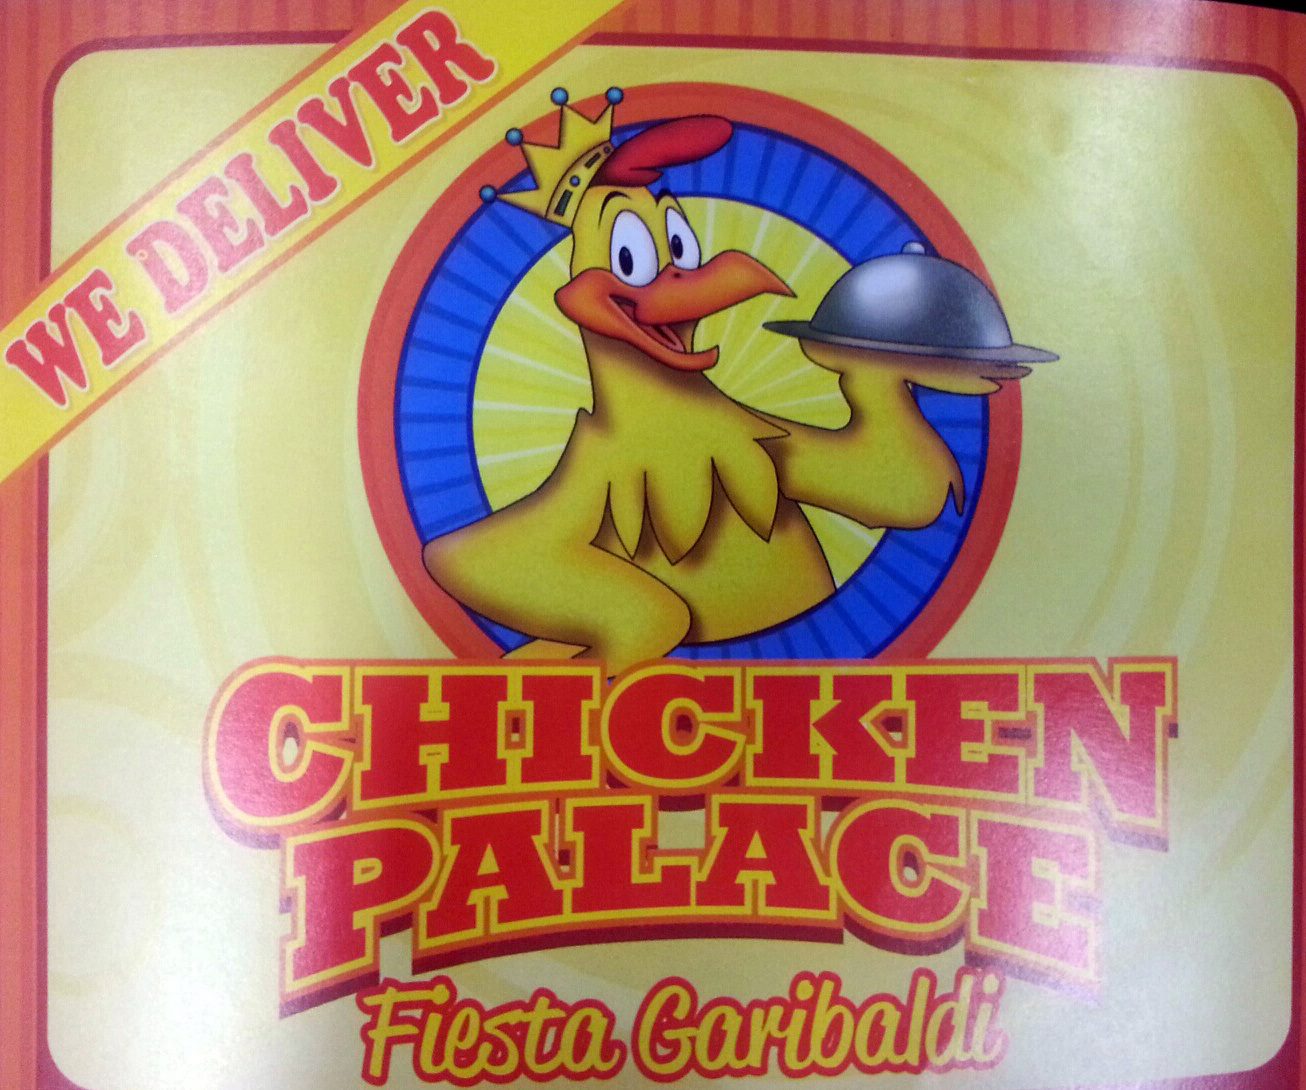 WE DELIVER
CHICKEN
PALACE
Fiesta Garibaldi